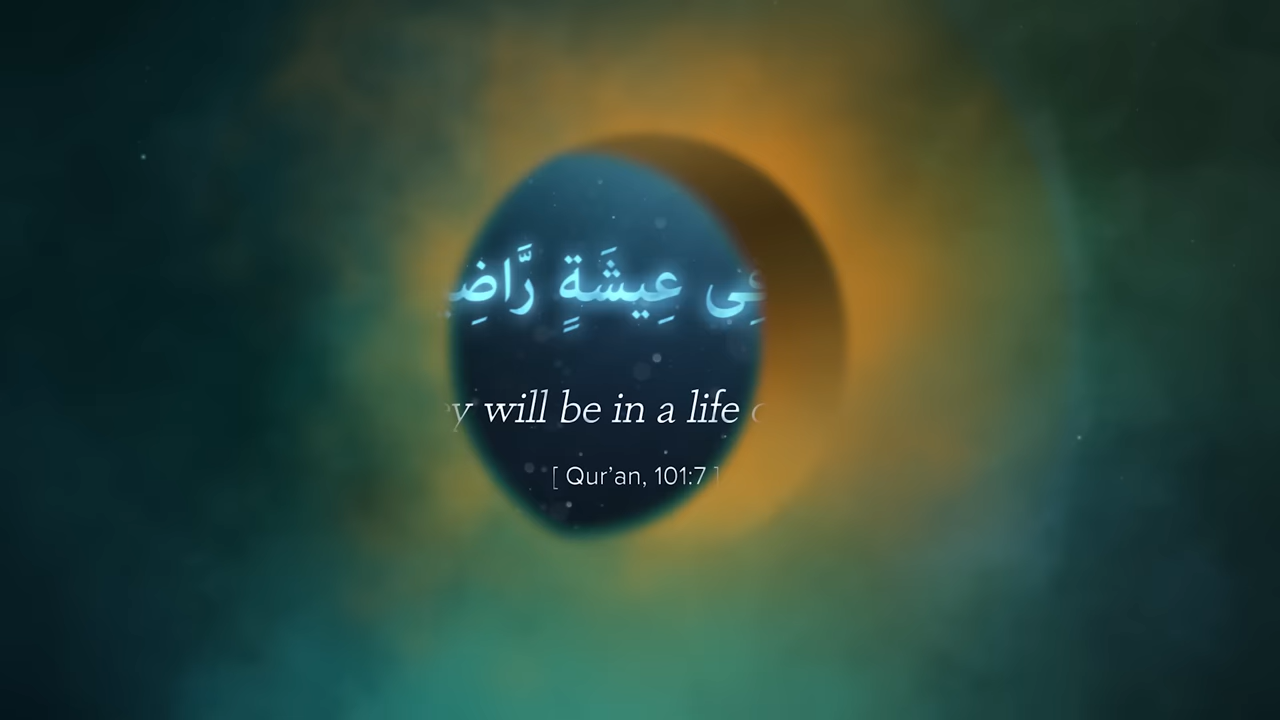 فِى عِيشَةٍ رَّاضِ
y will be in a life
[ Qur’an, 101:7 ]